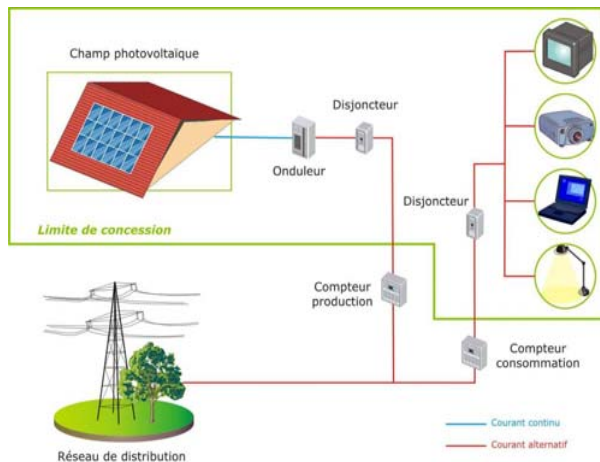 Champ photovoltaïque
Disjoncteur
Onduleur
Disjoncteur
Limite de concession
Compteur
production
Compteur
consommation
Réseau de distribution
Courant continu
Courant alternatif